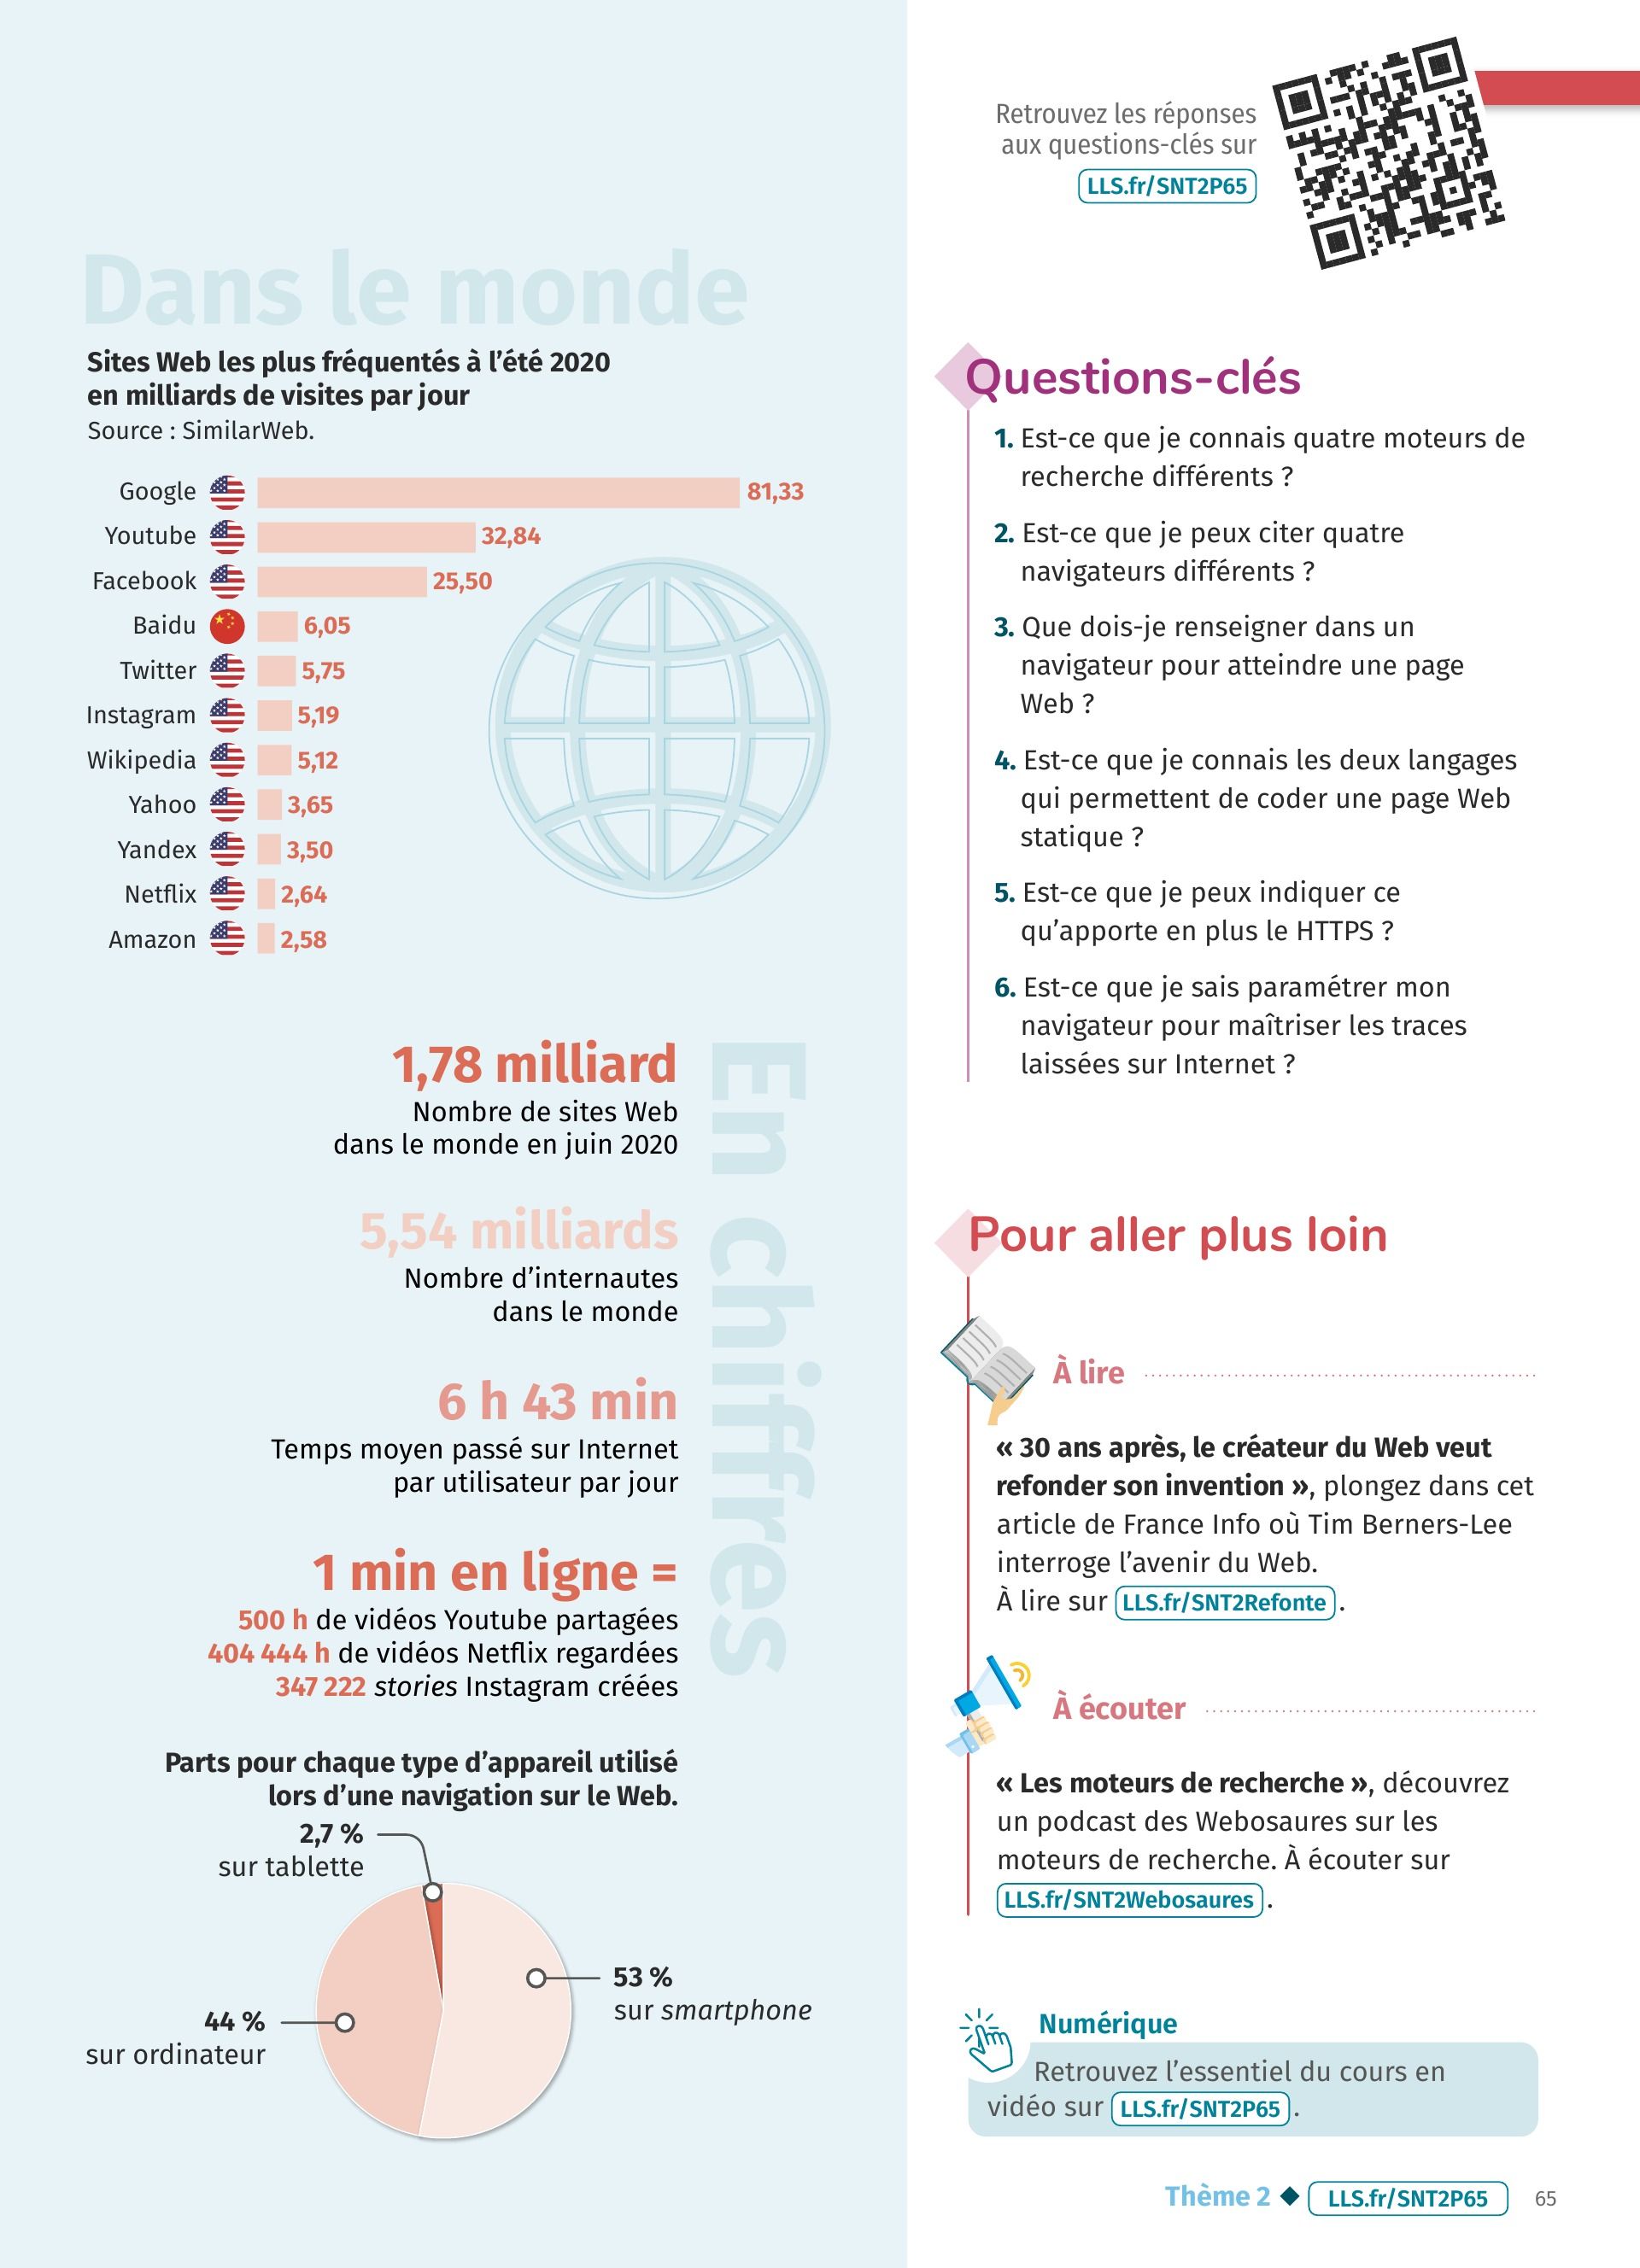 Dans le monde
Sites Web les plus fréquentés à l’été 2020
en milliards de visites par jour
Source : SimilarWeb.
Google 81,33
Youtube 32,84
Facebook 25,50
Baidu 6,05
Twitter 5,75
Instagram 5,19
Wikipedia 5,12
Yahoo 3,65
Yandex 3,50
Netflix 2,64
Amazon 2,58
En chiffres
1,78 milliard
Nombre de sites Web
dans le monde en juin 2020
5,54 milliards
Nombre d’internautes
dans le monde
6 h 43 min
Temps moyen passé sur Internet
par utilisateur par jour
1 min en ligne =
500 h de vidéos Youtube partagées
404 444 h de vidéos Netflix regardées
347 222 stories Instagram créées
Parts pour chaque type d’appareil utilisé
lors d’une navigation sur le Web.
2,7 %
sur tablette
53 %
sur smartphone
44 %
sur ordinateur
Retrouvez les réponses
aux questions-clés sur
LLS.fr/SNT2P65
Questions-clés
1. Est-ce que je connais quatre moteurs de
recherche différents ?
2. Est-ce que je peux citer quatre
navigateurs différents ?
3. Que dois-je renseigner dans un
navigateur pour atteindre une page
Web ?
4. Est-ce que je connais les deux langages
qui permettent de coder une page Web
statique ?
5. Est-ce que je peux indiquer ce
qu’apporte en plus le HTTPS ?
6. Est-ce que je sais paramétrer mon
navigateur pour maîtriser les traces
laissées sur Internet ?
Pour aller plus loin
À lire
« 30 ans après, le créateur du Web veut
refonder son invention », plongez dans cet
article de France Info où Tim Berners-Lee
interroge l’avenir du Web.
À lire sur LLS.fr/SNT2Refonte .
À écouter
« Les moteurs de recherche », découvrez
un podcast des Webosaures sur les
moteurs de recherche. À écouter sur
LLS.fr/SNT2Webosaures .
Numérique
Retrouvez l’essentiel du cours en
vidéo sur LLS.fr/SNT2P65 .
Thème 2 ◆ LLS.fr/SNT2P65 65